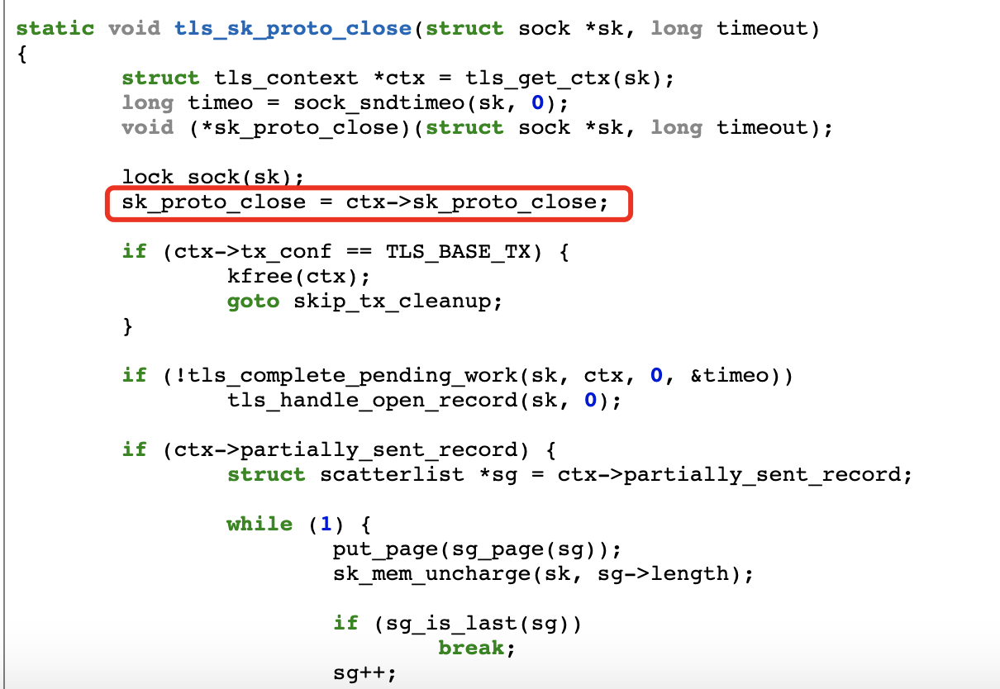 static void tls_sk_proto_close(struct sock *sk, long timeout)
{
        struct tls_context *ctx = tls_get_ctx(sk);
        long timeo = sock_sndtimeo(sk, 0);
        void (*sk_proto_close)(struct sock *sk, long timeout);

        lock_sock(sk);
        sk_proto_close = ctx->sk_proto_close;

        if (ctx->tx_conf == TLS_BASE_TX) {
                kfree(ctx);
                goto skip_tx_cleanup;
        }

        if (!tls_complete_pending_work(sk, ctx, 0, &timeo))
                tls_handle_open_record(sk, 0);

        if (ctx->partially_sent_record) {
                struct scatterlist *sg = ctx->partially_sent_record;

                while (1) {
                        put_page(sg_page(sg));
                        sk_mem_uncharge(sk, sg->length);

                        if (sg_is_last(sg))
                                break;
                        sg++;